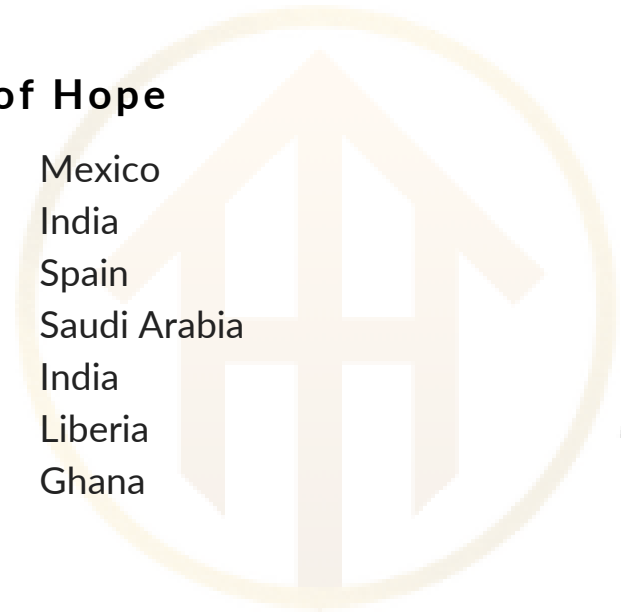 of Hope
Mexico
India
Spain
Saudi Arabia
India
Liberia
Ghana